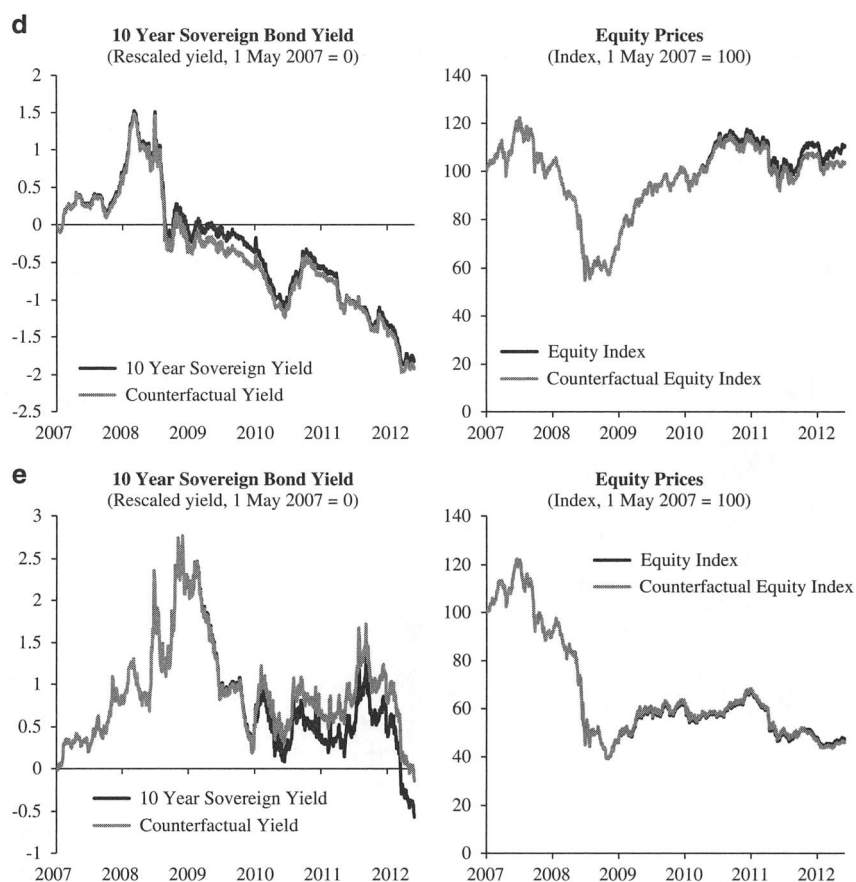 d
10 Year Sovereign Bond Yield
(Rescaled yield, 1 May 2007 = 0)
2
1.5
1
0.5
0
-0.5
-1
-1.5
-2
-2.5
10 Year Sovereign Yield
Counterfactual Yield
2007 2008 2009 2010 2011 2012
Equity Prices
(Index, 1 May 2007 = 100)
140
120
100
80
60
40
20
0
Equity Index
Counterfactual Equity Index
2007 2008 2009 2010 2011 2012
e
10 Year Sovereign Bond Yield
(Rescaled yield, 1 May 2007 = 0)
3
2.5
2
1.5
1
0.5
0
-0.5
-1
10 Year Sovereign Yield
Counterfactual Yield
2007 2008 2009 2010 2011 2012
Equity Prices
(Index, 1 May 2007 = 100)
140
120
100
80
60
40
20
0
Equity Index
Counterfactual Equity Index
2007 2008 2009 2010 2011 2012